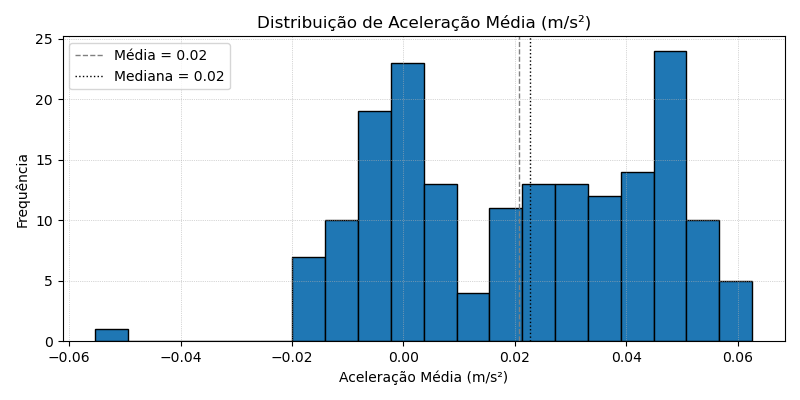 Distribuição de Aceleração Média (m/s²)
Média = 0.02
Mediana = 0.02
Frequência
25
20
15
10
5
0
−0.06 −0.04 −0.02 0.00 0.02 0.04 0.06
Aceleração Média (m/s²)